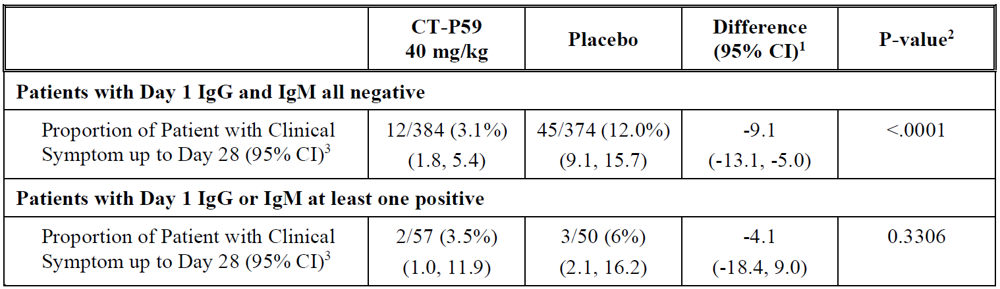 CT-P59
40 mg/kg
Placebo
Difference
(95% CI)¹
P-value²
Patients with Day 1 IgG and IgM all negative
Proportion of Patient with Clinical
Symptom up to Day 28 (95% CI)³
12/384 (3.1%)
(1.8, 5.4)
45/374 (12.0%)
(9.1, 15.7)
-9.1
(-13.1, -5.0)
<.0001
Patients with Day 1 IgG or IgM at least one positive
Proportion of Patient with Clinical
Symptom up to Day 28 (95% CI)³
2/57 (3.5%)
(1.0, 11.9)
3/50 (6%)
(2.1, 16.2)
-4.1
(-18.4, 9.0)
0.3306